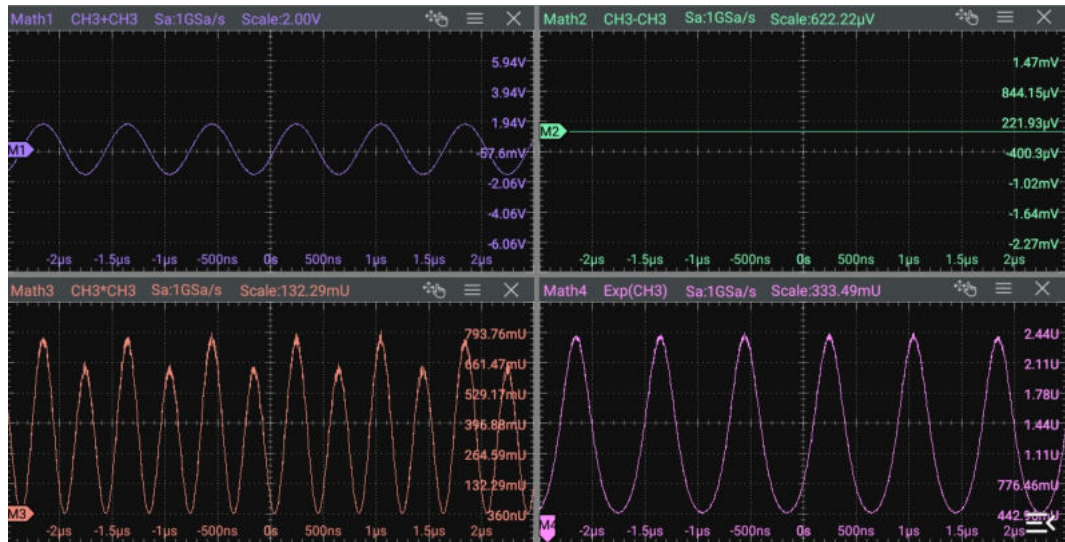 Math1 CH3+CH3 Sa:1GSa/s Scale:2.00V
5.94V
3.94V
1.94V
M1
-57.6mV
-2.06V
-4.06V
-6.06V
-2µs -1.5µs -1µs -500ns 0s 500ns 1µs 1.5µs 2µs
Math2 CH3-CH3 Sa:1GSa/s Scale:622.22µV
1.47mV
844.15µV
221.93µV
M2
-400.3µV
-1.02mV
-1.64mV
-2.27mV
-2µs -1.5µs -1µs -500ns 0s 500ns 1µs 1.5µs 2µs
Math3 CH3*CH3 Sa:1GSa/s Scale:132.29mU
793.76mU
661.47mU
529.17mU
396.88mU
264.59mU
132.29mU
M3
360nU
-2µs -1.5µs -1µs -500ns 0s 500ns 1µs 1.5µs 2µs
Math4 Exp(CH3) Sa:1GSa/s Scale:333.49mU
2.44U
2.11U
1.78U
1.44U
1.11U
776.46mU
M4
-2µs -1.5µs -1µs -500ns 0s 500ns 1µs 1.5µs 2µs